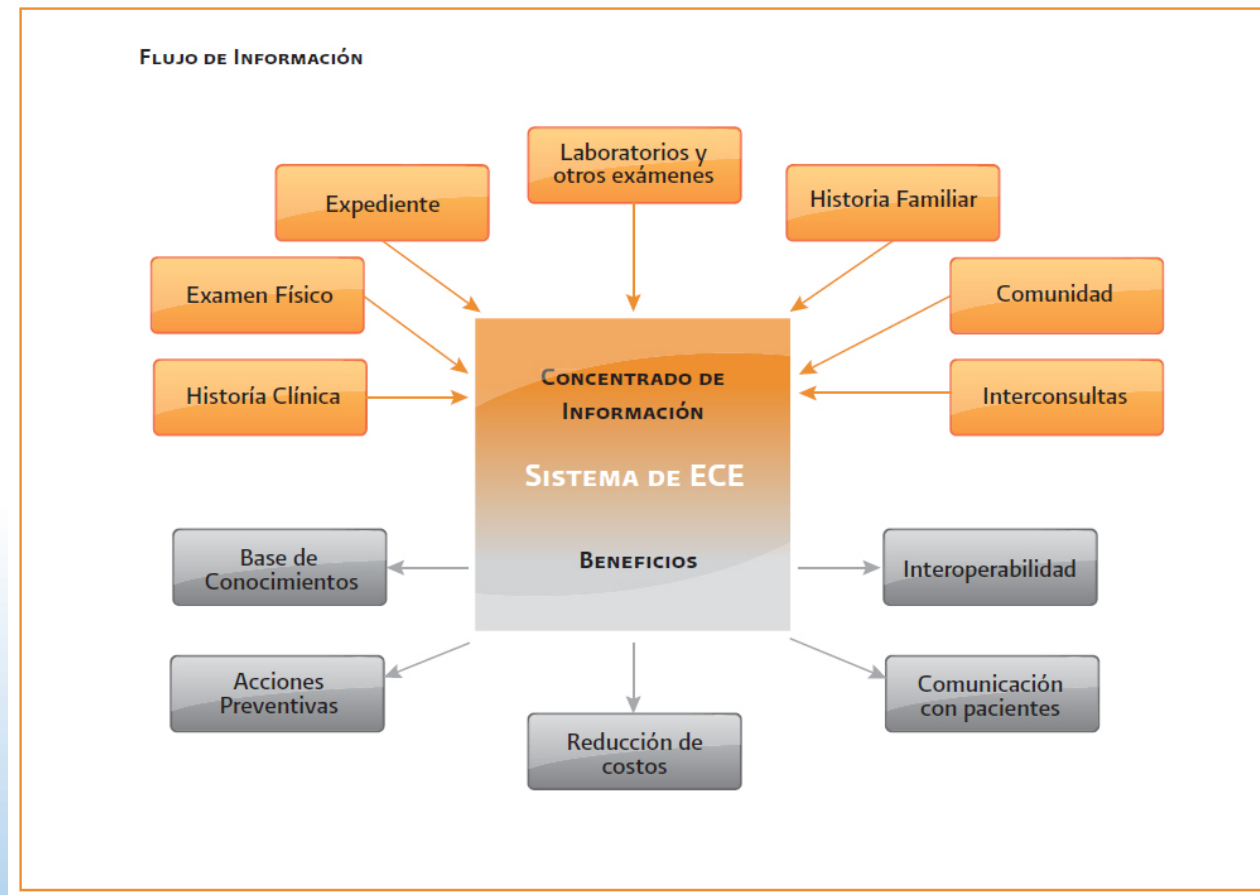 FLUJO DE INFORMACIÓN
Laboratorios y
otros exámenes
Expediente
Historia Familiar
Examen Físico
Comunidad
Históría Clínica
Interconsultas
CONCENTRADO DE
INFORMACIÓN
SISTEMA DE ECE
BENEFICIOS
Base de
Conocimientos
Interoperabilidad
Acciones
Preventivas
Comunicación
con pacientes
Reducción de
costos